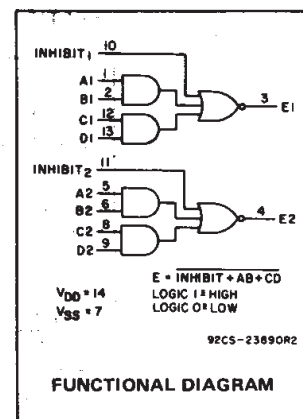 INHIBIT1 10
A1 1
B1 2
3 E1
C1 12
D1 13
INHIBIT2 11
A2 5
B2 6
4 E2
C2 8
D2 9
E = INHIBIT + AB + CD
VDD = 14 LOGIC 1 = HIGH
VSS = 7 LOGIC 0 = LOW
92CS-23890R2
FUNCTIONAL DIAGRAM